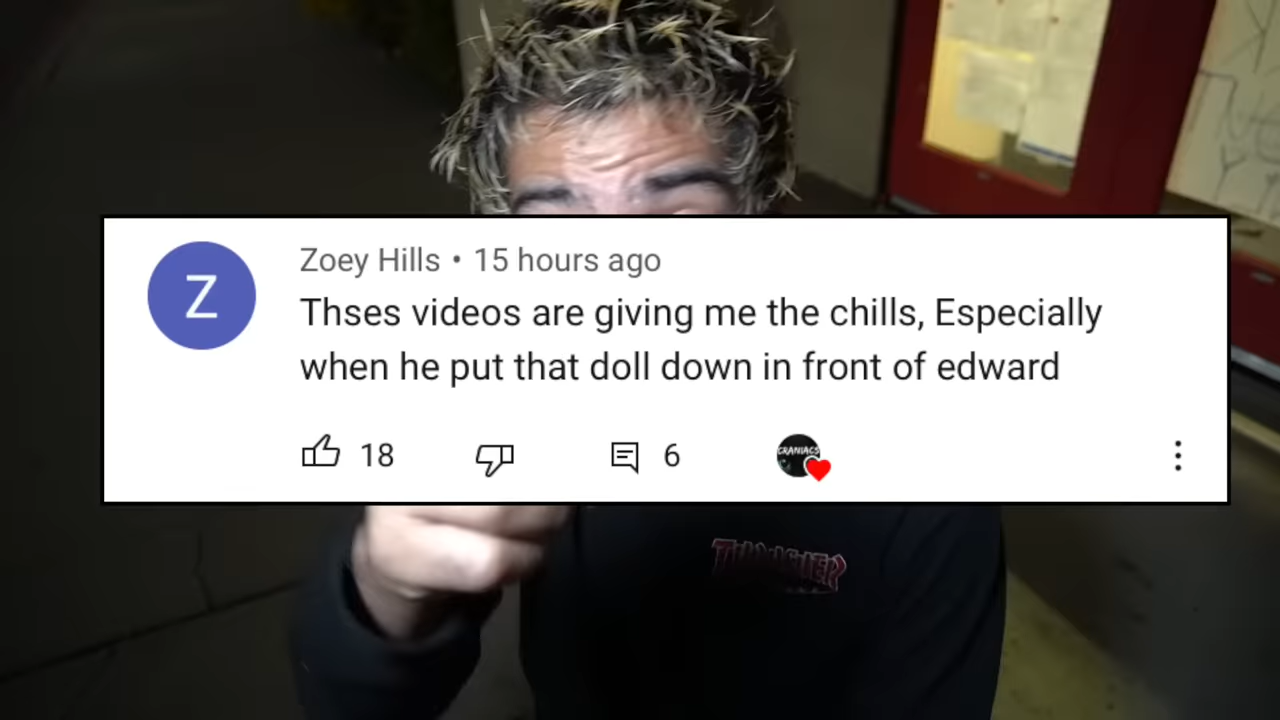 Z
Zoey Hills • 15 hours ago
Thses videos are giving me the chills, Especially
when he put that doll down in front of edward
18
6
CRANIACS
THRASHER